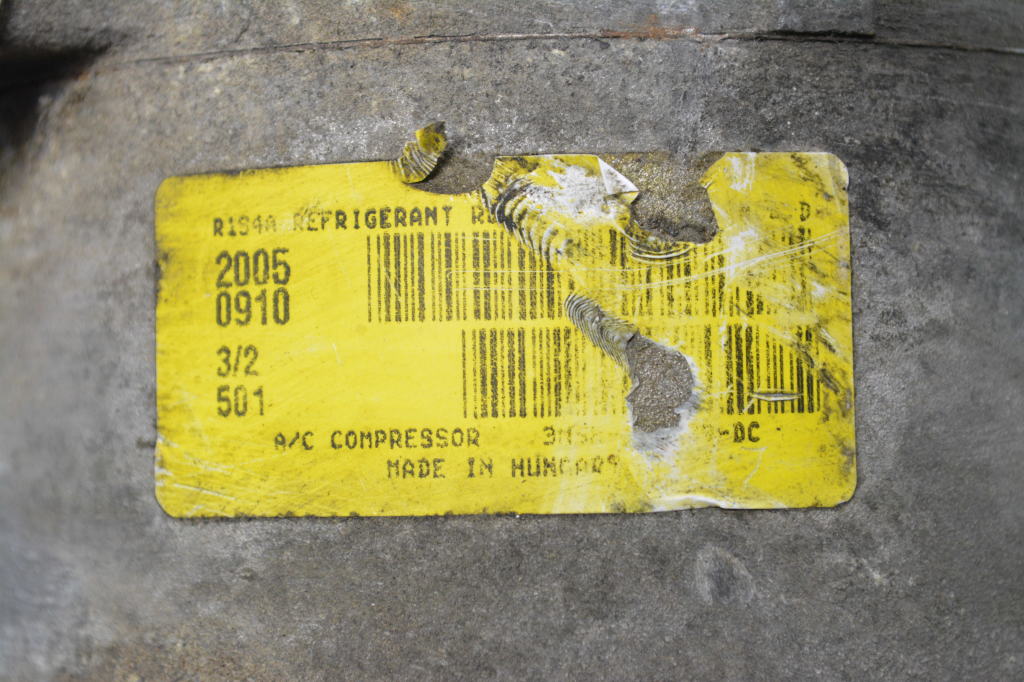 R134A REFRIGERANT
2005
0910
3/2
501
A/C COMPRESSOR -DC
MADE IN HUNGARY